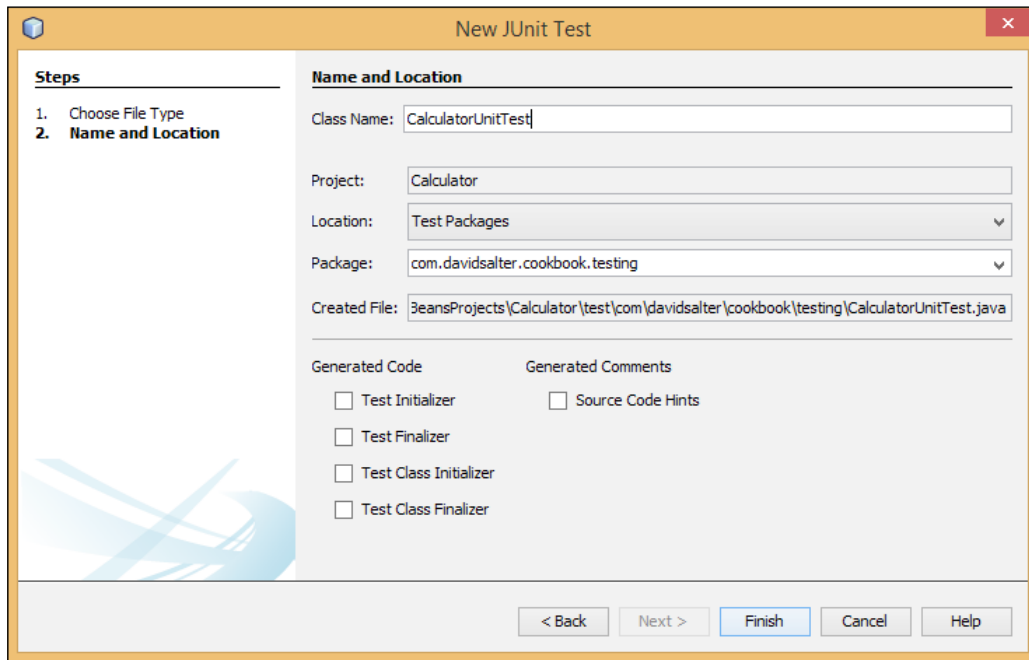 New JUnit Test
Steps
1. Choose File Type
2. Name and Location
Name and Location
Class Name: CalculatorUnitTest
Project: Calculator
Location: Test Packages
Package: com.davidsalter.cookbook.testing
Created File: BeansProjects\Calculator\test\com\davidsalter\cookbook\testing\CalculatorUnitTest.java
Generated Code Generated Comments
Test Initializer Source Code Hints
Test Finalizer
Test Class Initializer
Test Class Finalizer
< Back Next > Finish Cancel Help